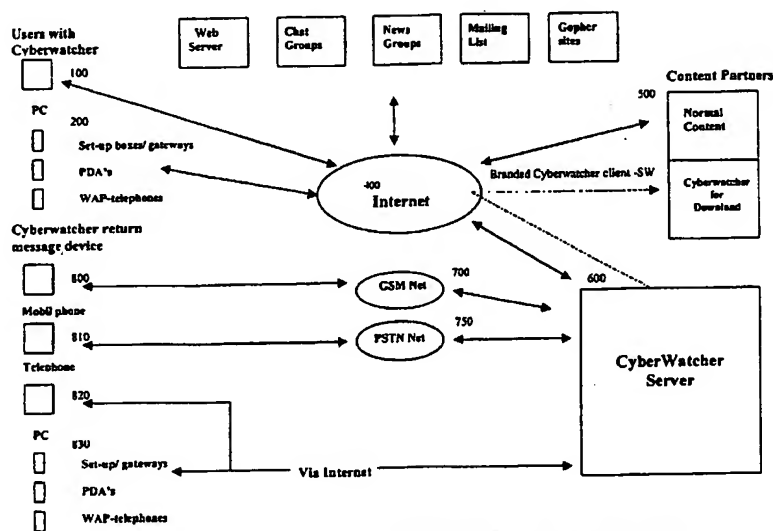 Users with
Cyberwatcher
Web
Server
Chat
Groups
News
Groups
Mailing
List
Gopher
sites
100
PC
200
Set-up boxes/ gateways
PDA's
WAP-telephones
Content Partners
500
Normal
Content
Cyberwatcher
for
Download
400
Internet
Branded Cyberwatcher client -SW
Cyberwatcher return
message device
800
Mobil phone
810
Telephone
820
PC
830
Set-up/ gateways
PDA's
WAP-telephones
GSM Net
700
PSTN Net
750
600
CyberWatcher
Server
Via Internet